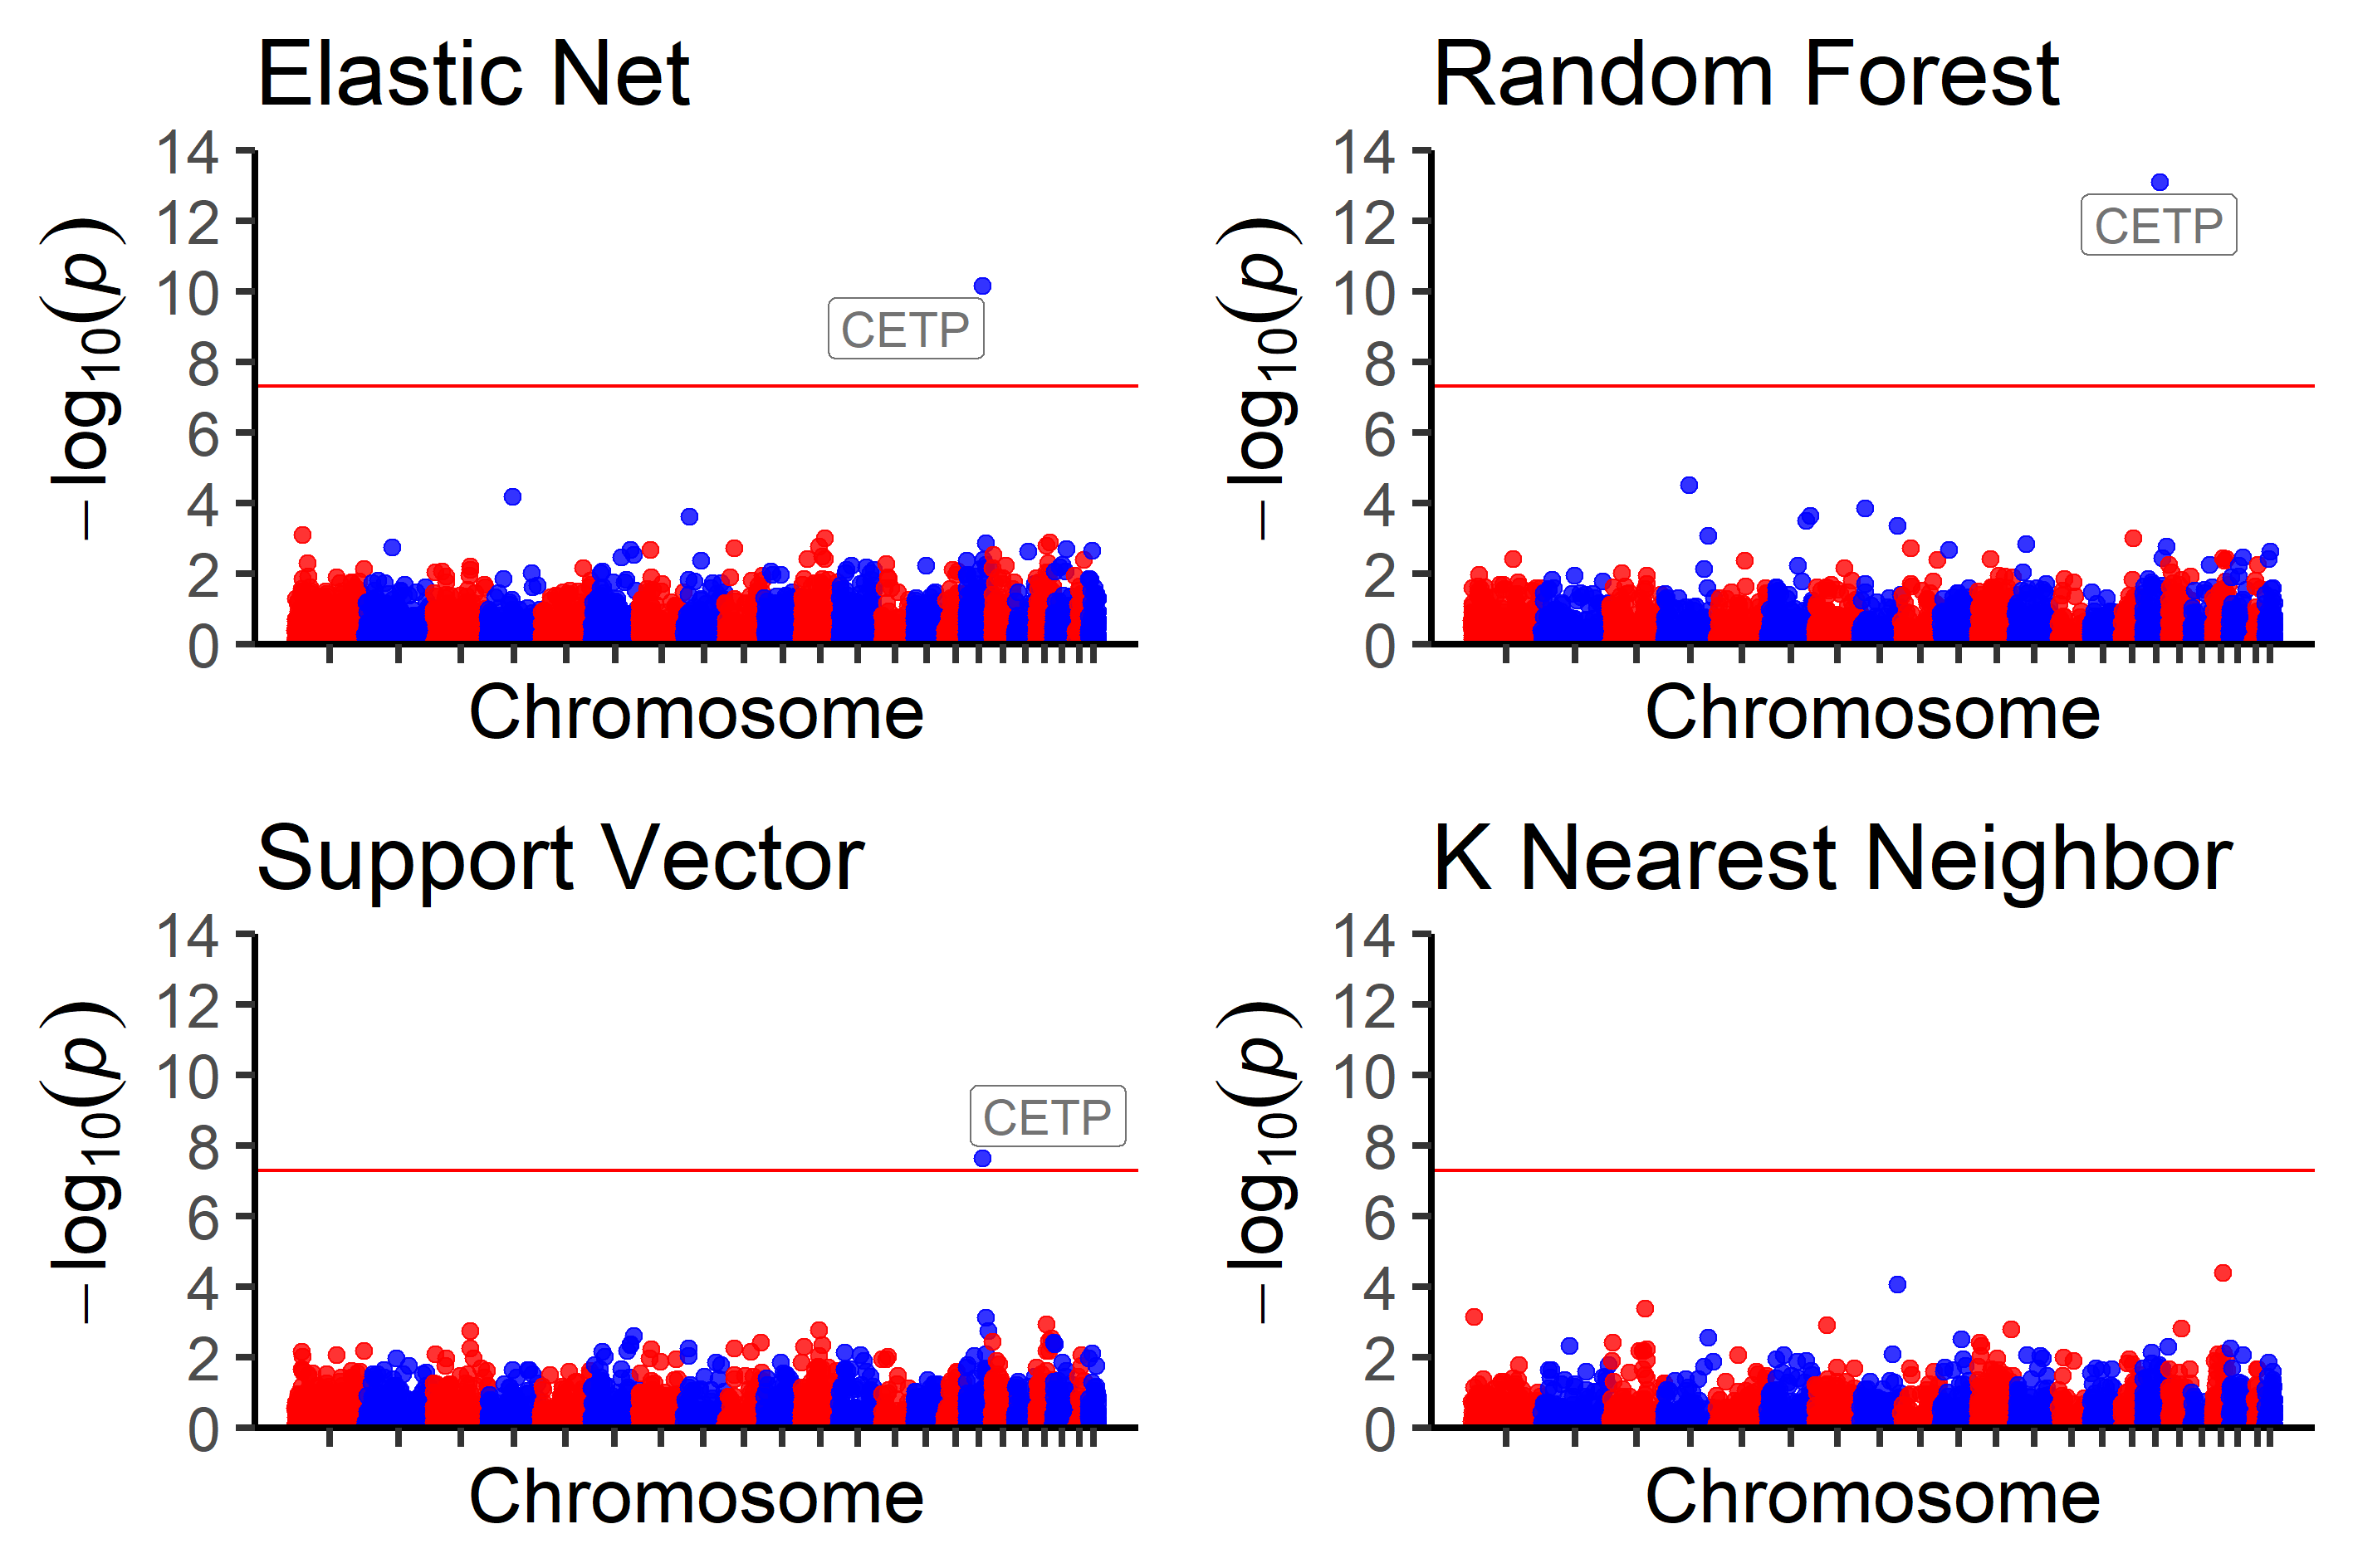 Elastic Net
14
12
10
8
6
4
2
0
−log10(p)
CETP
Chromosome
Random Forest
14
12
10
8
6
4
2
0
−log10(p)
CETP
Chromosome
Support Vector
14
12
10
8
6
4
2
0
−log10(p)
CETP
Chromosome
K Nearest Neighbor
14
12
10
8
6
4
2
0
−log10(p)
Chromosome